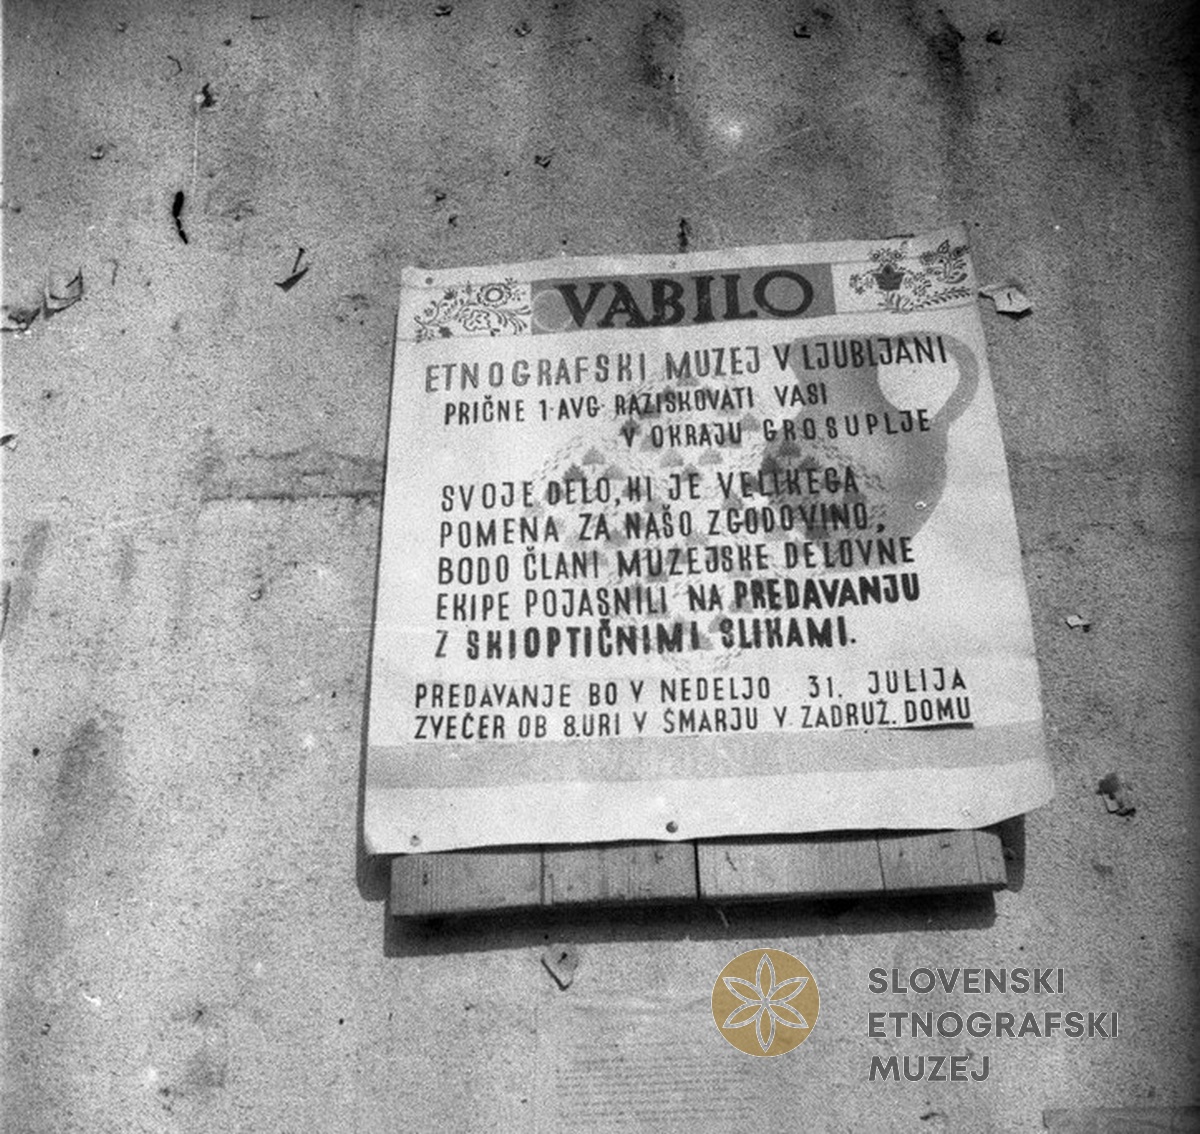 VABILO
ETNOGRAFSKI MUZEJ V LJUBLJANI
PRIČNE 1. AVG. RAZISKOVATI VASI
V OKRAJU GROSUPLJE
SVOJE DELO, KI JE VELIKEGA
POMENA ZA NAŠO ZGODOVINO,
BODO ČLANI MUZEJSKE DELOVNE
EKIPE POJASNILI NA PREDAVANJU
Z SKIOPTIČNIMI SLIKAMI.
PREDAVANJE BO V NEDELJO 31. JULIJA
ZVEČER OB 8. URI V ŠMARJU V ZADRUŽ. DOMU
SLOVENSKI
ETNOGRAFSKI
MUZEJ